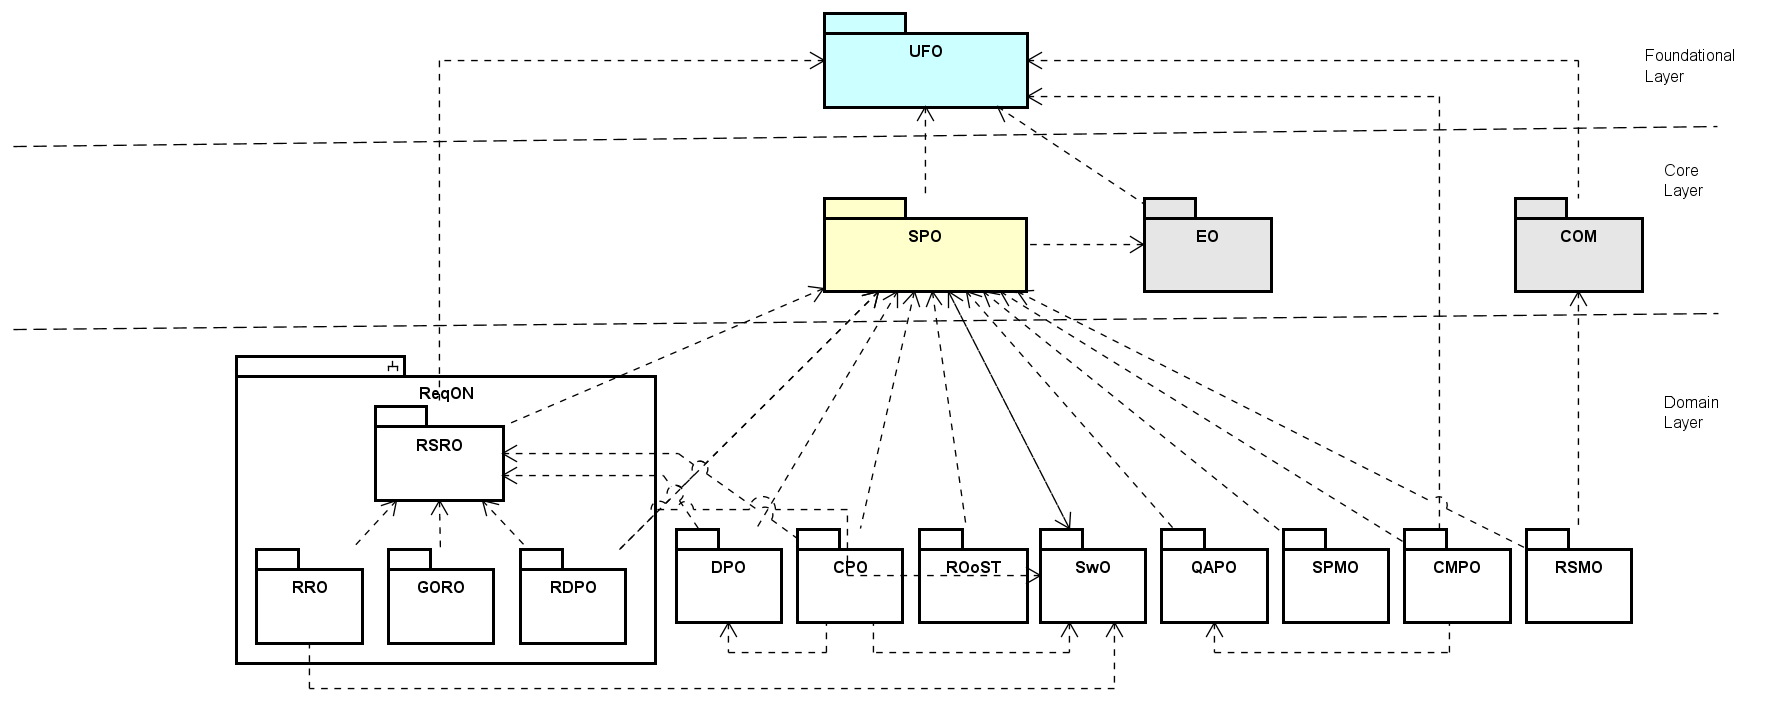 UFO
Foundational
Layer
Core
Layer
SPO
EO
COM
ReqON
Domain
Layer
RSRO
RRO
GORO
RDPO
DPO
CPO
ROoST
SwO
QAPO
SPMO
CMPO
RSMO